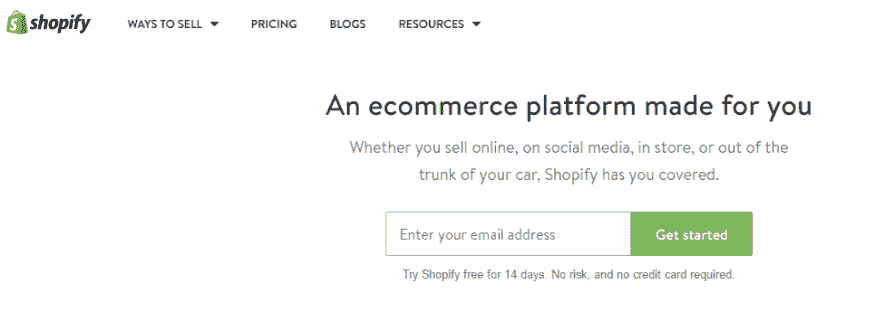 shopify WAYS TO SELL PRICING BLOGS RESOURCES
An ecommerce platform made for you
Whether you sell online, on social media, in store, or out of the
trunk of your car, Shopify has you covered.
Enter your email address Get started
Try Shopify free for 14 days. No risk, and no credit card required.